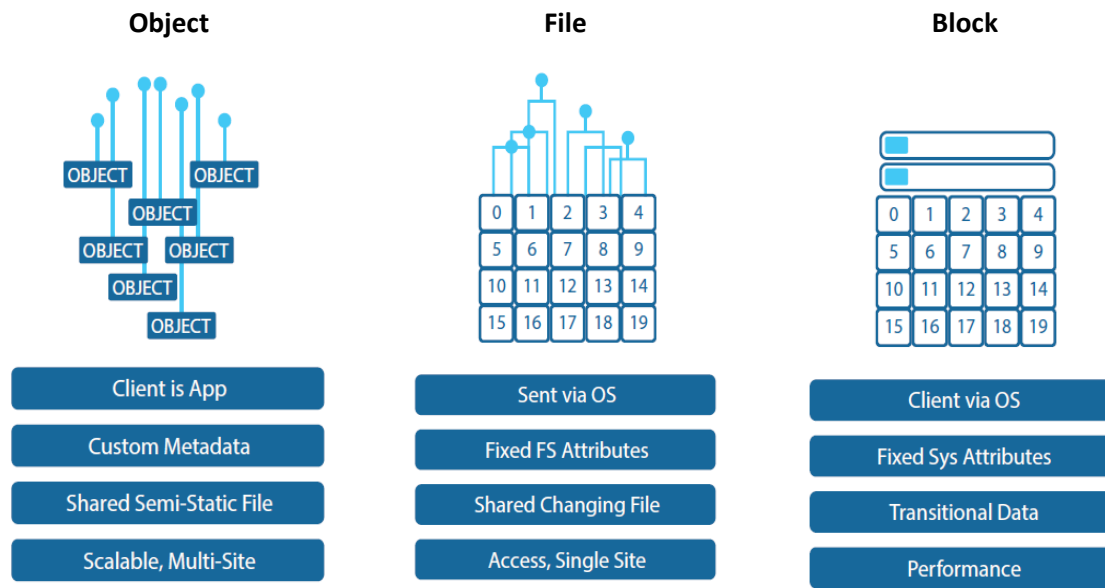 Object
File
Block
OBJECT
OBJECT
OBJECT
OBJECT
OBJECT
OBJECT
OBJECT
0 1 2 3 4
5 6 7 8 9
10 11 12 13 14
15 16 17 18 19
0 1 2 3 4
5 6 7 8 9
10 11 12 13 14
15 16 17 18 19
Client is App
Custom Metadata
Shared Semi-Static File
Scalable, Multi-Site
Sent via OS
Fixed FS Attributes
Shared Changing File
Access, Single Site
Client via OS
Fixed Sys Attributes
Transitional Data
Performance